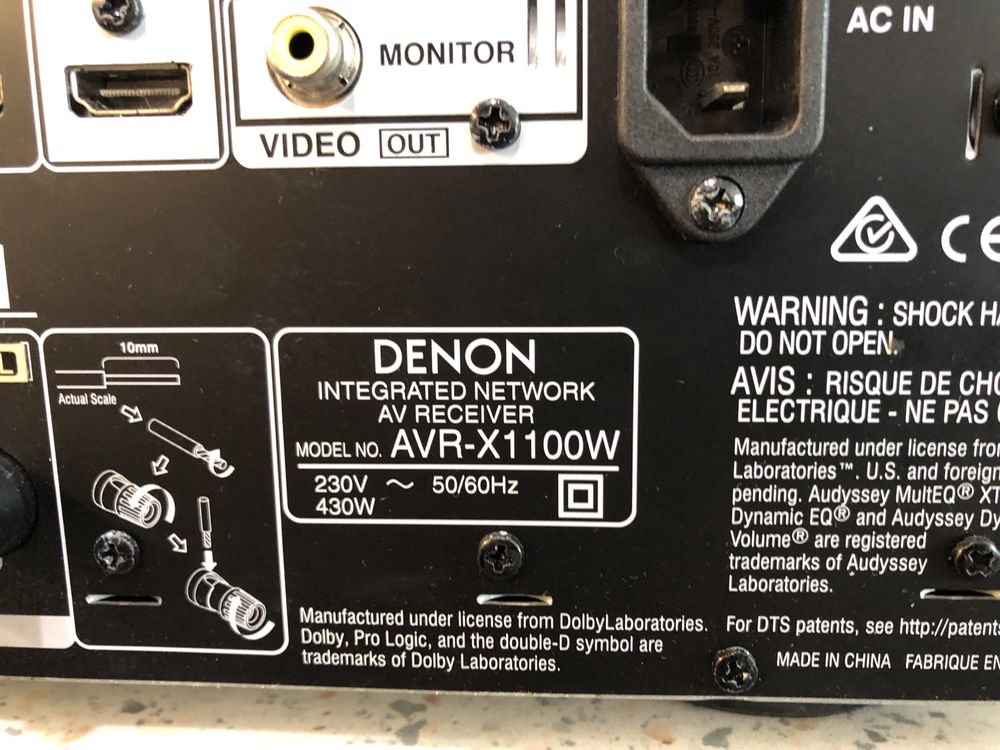 AC IN
MONITOR
VIDEO OUT
10mm
Actual Scale
DENON
INTEGRATED NETWORK
AV RECEIVER
MODEL NO. AVR-X1100W
230V ～ 50/60Hz
430W
WARNING : SHOCK
DO NOT OPEN.
AVIS : RISQUE DE
ELECTRIQUE - NE PAS
Manufactured under license
Laboratories™. U.S. and foreign
pending. Audyssey MultEQ® XT
Dynamic EQ® and Audyssey
Volume® are registered
trademarks of Audyssey
Laboratories.
Manufactured under license from DolbyLaboratories.
Dolby, Pro Logic, and the double-D symbol are
trademarks of Dolby Laboratories.
For DTS patents, see http://patents
MADE IN CHINA FABRIQUE EN